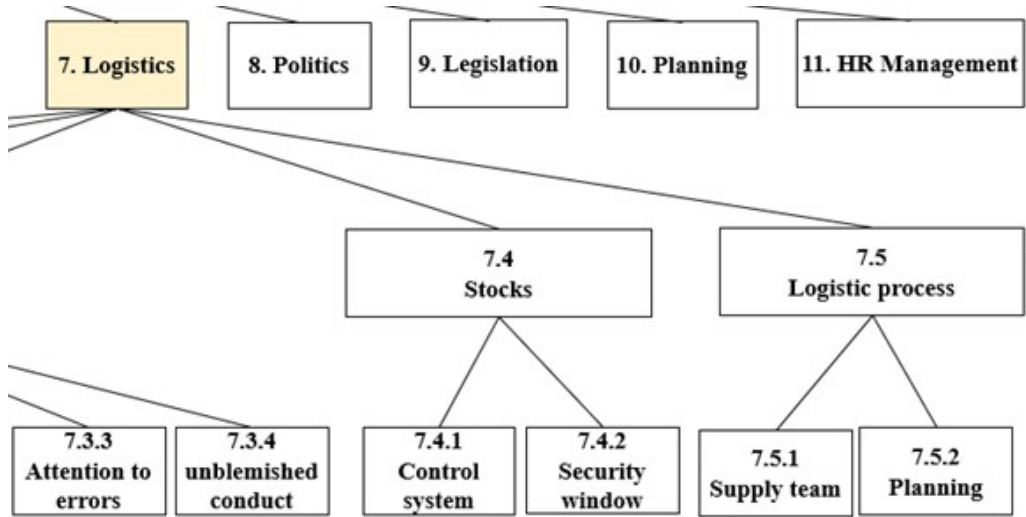 7. Logistics
8. Politics
9. Legislation
10. Planning
11. HR Management
7.4
Stocks
7.5
Logistic process
7.3.3
Attention to
errors
7.3.4
unblemished
conduct
7.4.1
Control
system
7.4.2
Security
window
7.5.1
Supply team
7.5.2
Planning